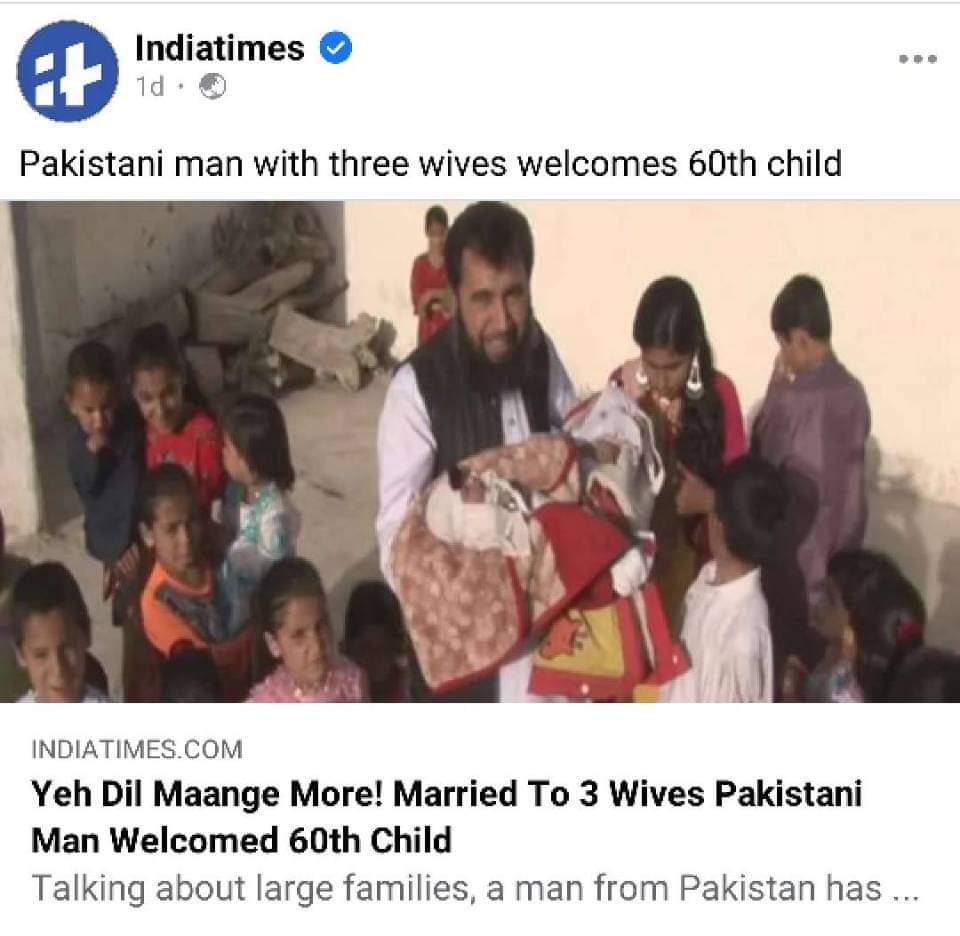 Indiatimes
1d ·
Pakistani man with three wives welcomes 60th child
INDIATIMES.COM
Yeh Dil Maange More! Married To 3 Wives Pakistani
Man Welcomed 60th Child
Talking about large families, a man from Pakistan has ...